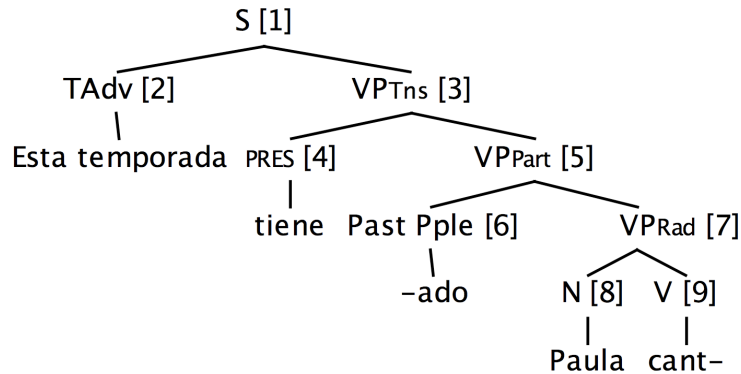 S [1]
TAdv [2] VPTns [3]
Esta temporada PRES [4] VPPart [5]
tiene Past Pple [6] VPRad [7]
-ado N [8] V [9]
Paula cant-